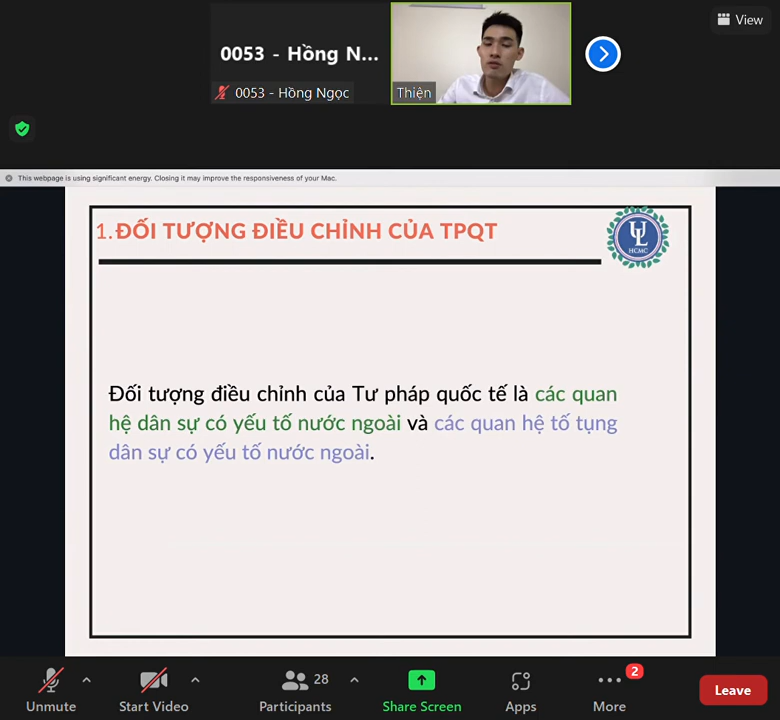 View
0053 - Hồng N...
0053 - Hồng Ngọc
Thiện
This webpage is using significant energy. Closing it may improve the responsiveness of your Mac.
1.ĐỐI TƯỢNG ĐIỀU CHỈNH CỦA TPQT
UL
HCMC
Đối tượng điều chỉnh của Tư pháp quốc tế là các quan
hệ dân sự có yếu tố nước ngoài và các quan hệ tố tụng
dân sự có yếu tố nước ngoài.
Unmute
Start Video
Participants
28
Share Screen
Apps
More
2
Leave